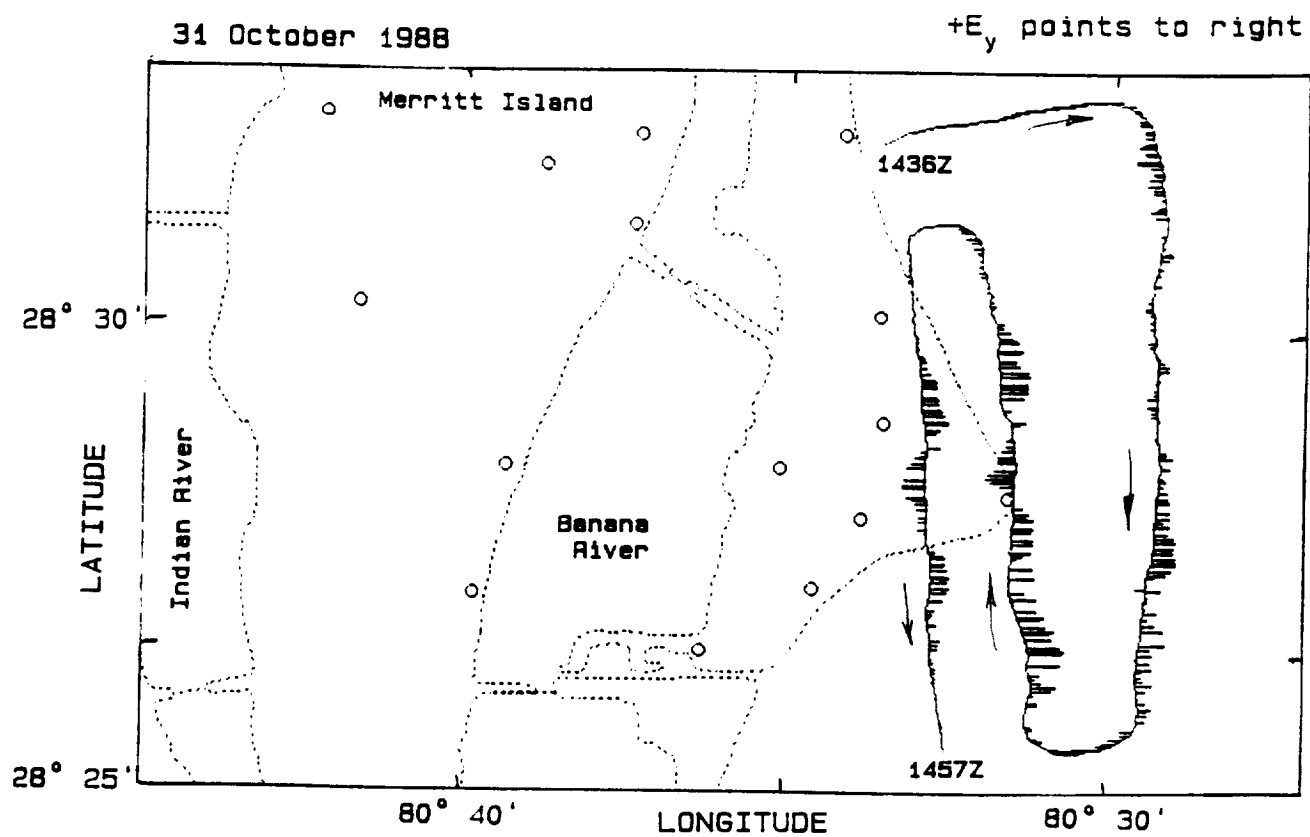 31 October 1988
+Ey points to right
Merritt Island
1436Z
28° 30'
LATITUDE
Indian River
Banana
River
28° 25'
1457Z
80° 40'
LONGITUDE
80° 30'